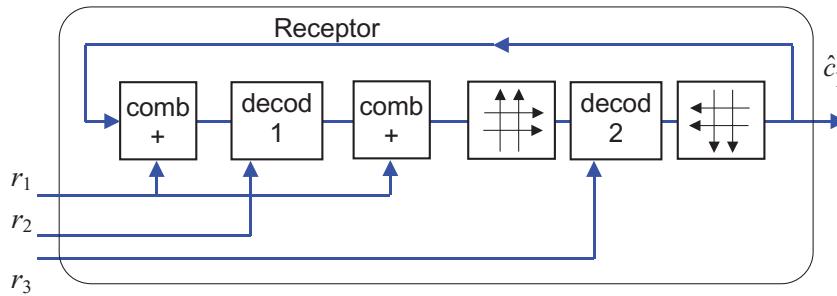 Receptor
comb
+
decod
1
comb
+
decod
2
r1
r2
r3